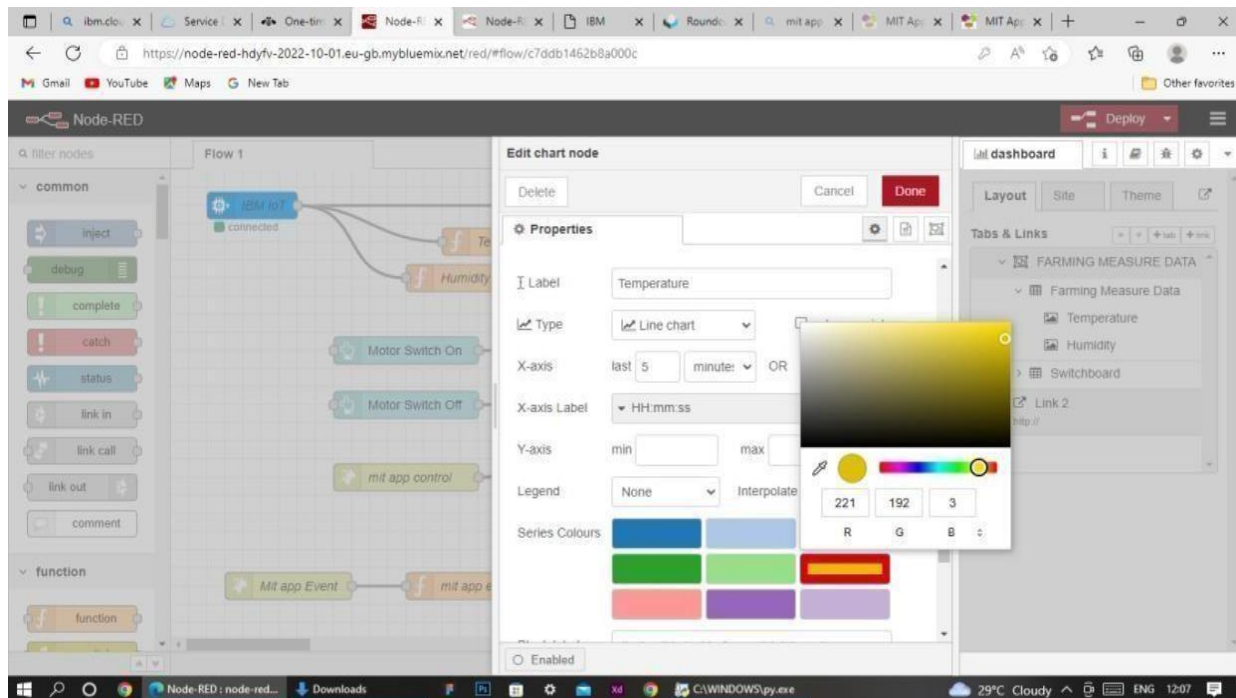 ibm.clou
Service
One-tim
Node-R
Node-R
IBM
Roundc
mit app
MIT App
MIT App
https://node-red-hdyfv-2022-10-01.eu-gb.mybluemix.net/red/#flow/c7ddb1462b8a000c
Gmail YouTube Maps New Tab Other favorites
Node-RED Deploy
filter nodes
common
inject
debug
complete
catch
status
link in
link call
link out
comment
function
function
Flow 1
IBM IoT
connected
Te
Humidity
Motor Switch On
Motor Switch Off
mit app control
Mit app Event
mit app e
Edit chart node
Delete Cancel Done
Properties
Label Temperature
Type Line chart
X-axis last 5 minutes OR
X-axis Label HH:mm:ss
Y-axis min max
Legend None Interpolate
Series Colours
221 192 3
R G B
Enabled
dashboard
Layout Site Theme
Tabs & Links tab link
FARMING MEASURE DATA
Farming Measure Data
Temperature
Humidity
Switchboard
Link 2
http://
Node-RED : node-red... Downloads C:\WINDOWS\py.exe 29°C Cloudy ENG 12:07